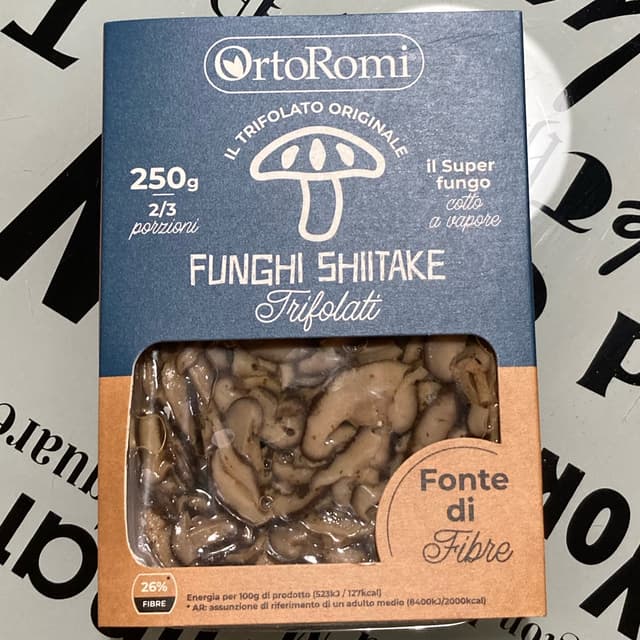 OrtoRomi
IL TRIFOLATO ORIGINALE
250g
2/3
porzioni
il Super
fungo
cotto
a vapore
FUNGHI SHIITAKE
Trifolati
Fonte
di
Fibre
26%*
FIBRE
Energia per 100g di prodotto (523kJ / 127kcal)
* AR: assunzione di riferimento di un adulto medio (8400kJ/2000kcal)